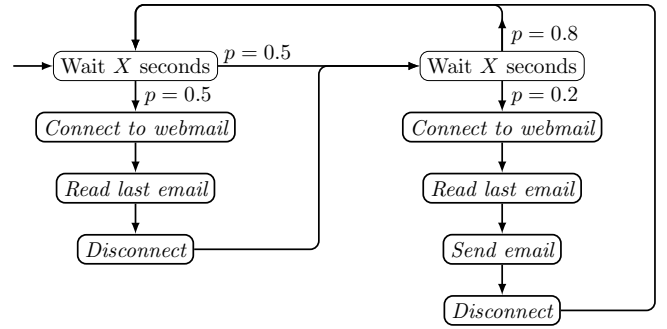 p = 0.8
Wait X seconds
p = 0.5
Wait X seconds
p = 0.5
p = 0.2
Connect to webmail
Connect to webmail
Read last email
Read last email
Disconnect
Send email
Disconnect